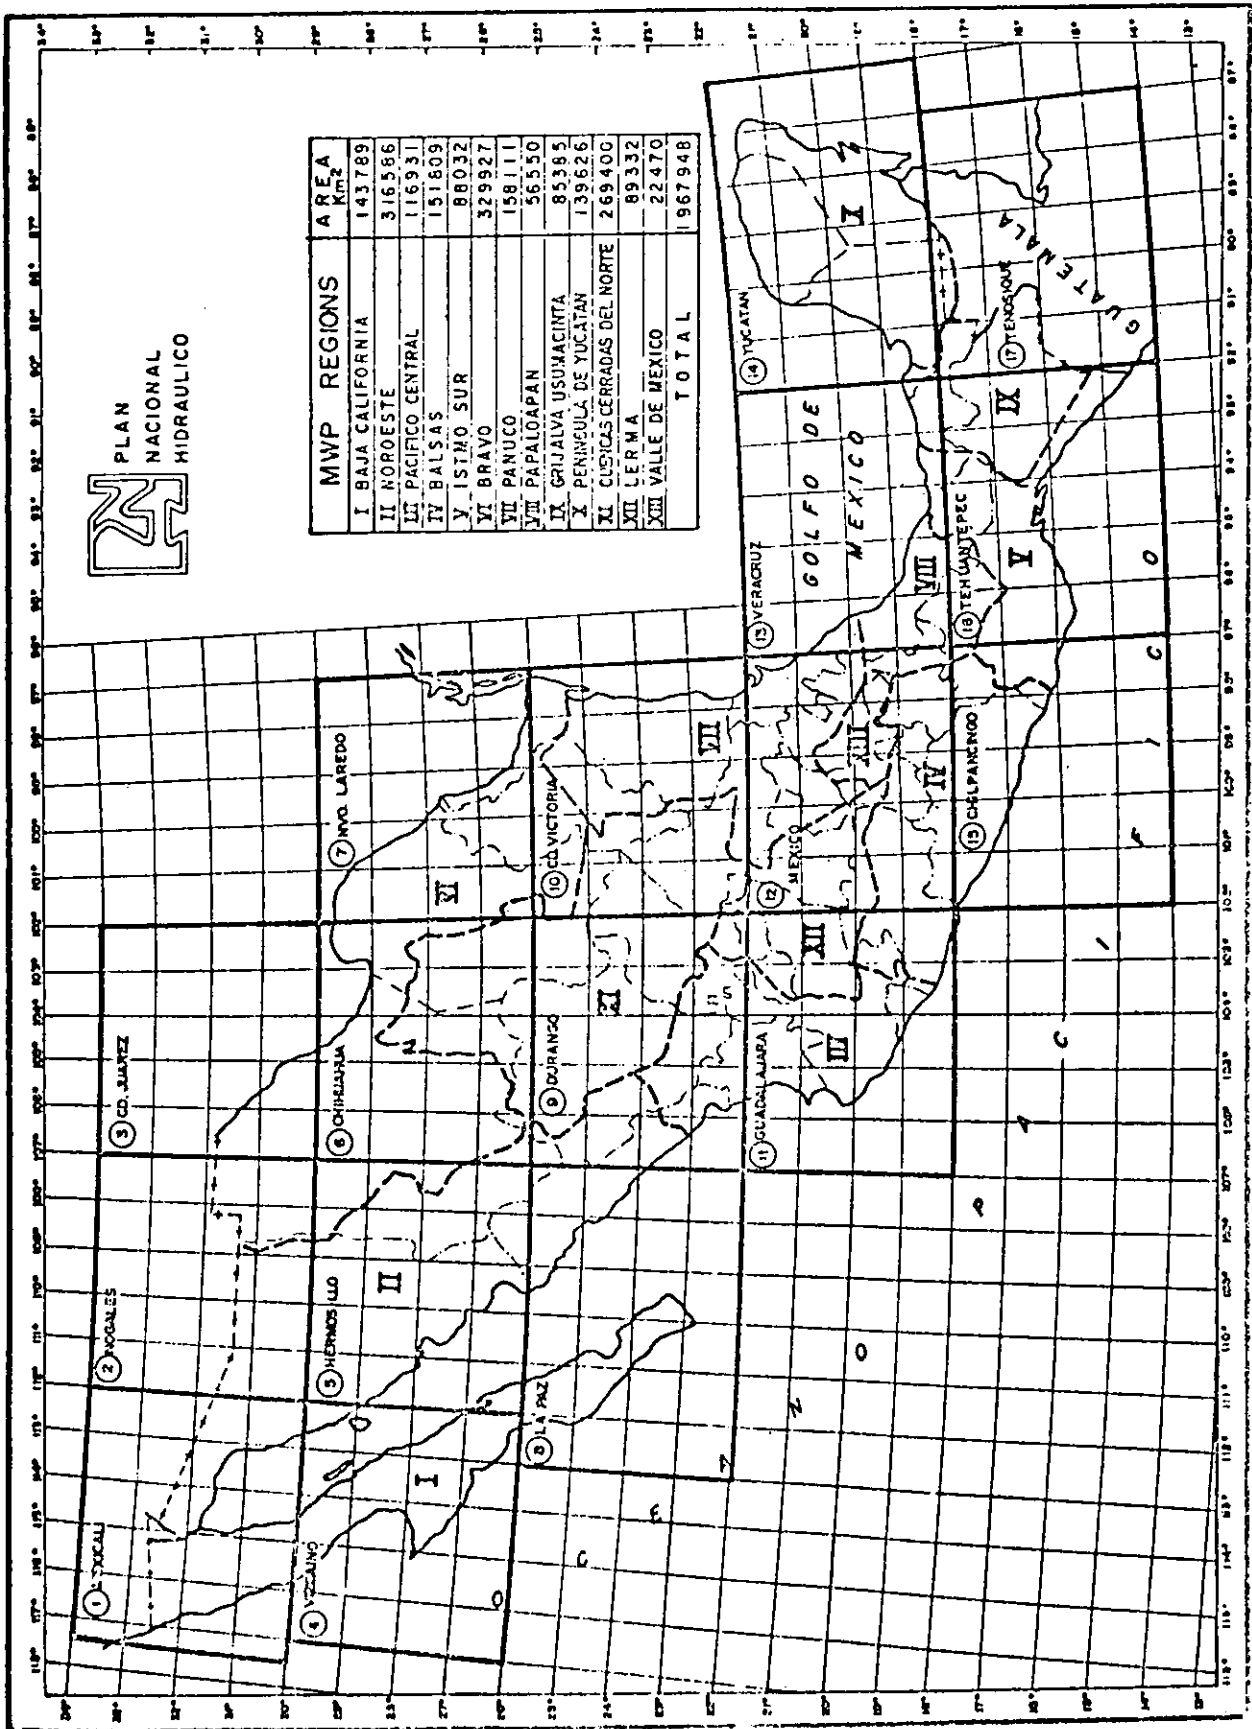 PLAN
NACIONAL
HIDRAULICO
MWP REGIONS AREA Km2
I BAJA CALIFORNIA 143789
II NOROESTE 316586
III PACIFICO CENTRAL 116931
IV BALSAS 151809
V ISTMO SUR 88032
VI BRAVO 329927
VII PANUCO 158111
VIII PAPALOAPAN 56550
IX GRIJALVA USUMACINTA 85385
X PENINSULA DE YUCATAN 139626
XI CUENCAS CERRADAS DEL NORTE 269400
XII LERMA 89332
XIII VALLE DE MEXICO 22470
TOTAL 1967948
1
2 NOGALES
3 CD. JUAREZ
4 VIZCAINO
5 HERMOSILLO
6 CHIHUAHUA
7 NVO. LAREDO
8 LA PAZ
9 DURANGO
10 CD. VICTORIA
11 GUADALAJARA
12 MEXICO
13 VERACRUZ
14 YUCATAN
15 CHILPANCINGO
16 TEHUANTEPEC
17 TENOSIQUE
I
II
III
IV
V
VI
VII
VIII
IX
X
XI
XII
XIII
GOLFO DE
MEXICO
GUATEMALA
OCEANO
PACIFICO